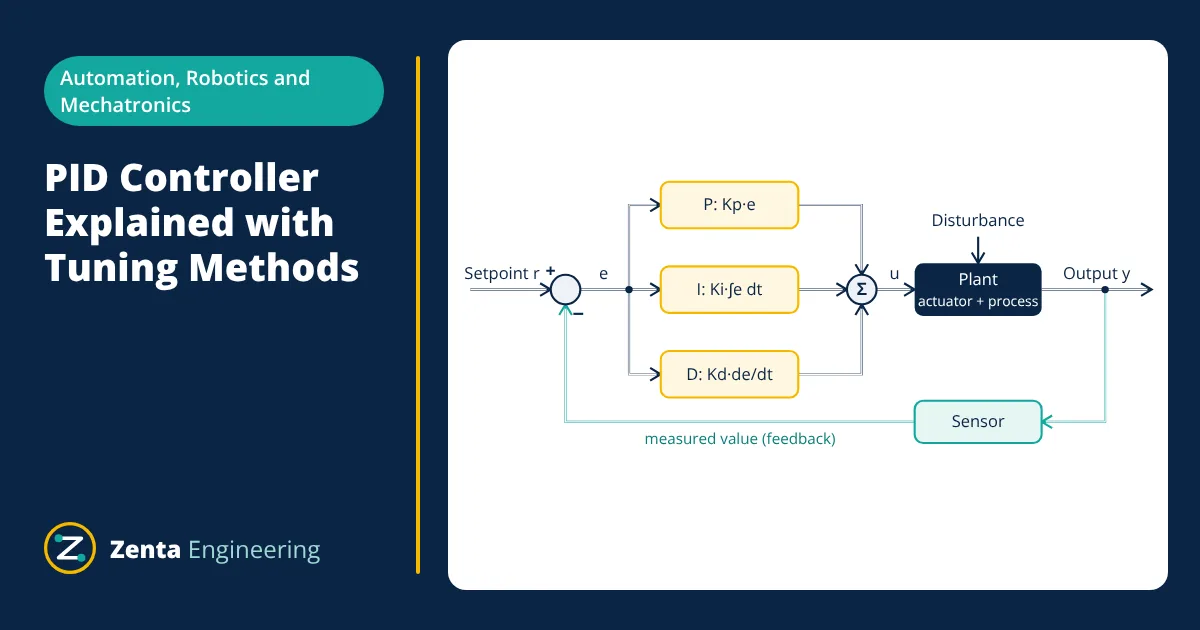 Automation, Robotics and
Mechatronics
PID Controller
Explained with
Tuning Methods
Zenta Engineering
Setpoint r
+
−
e
P: Kp·e
I: Ki·∫e dt
D: Kd·de/dt
Σ
u
Disturbance
Plant
actuator + process
Output y
Sensor
measured value (feedback)